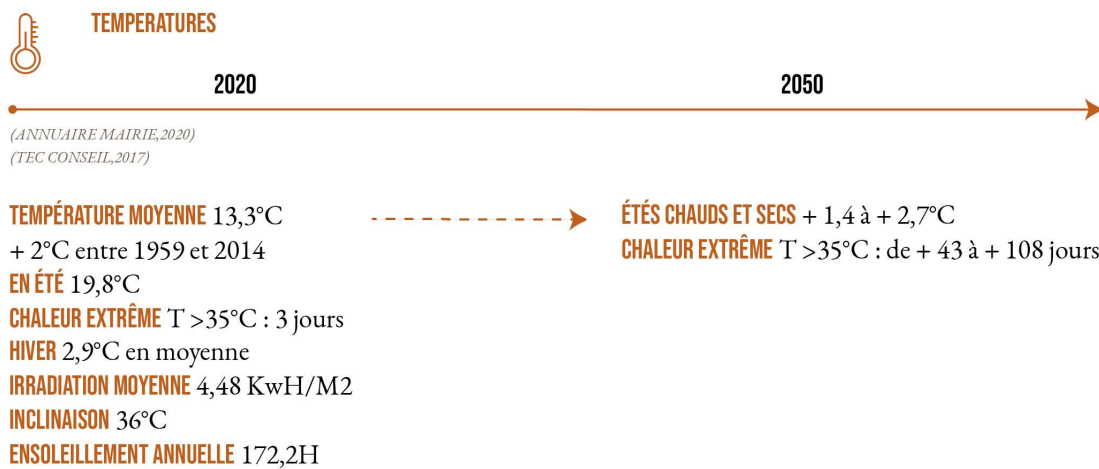 TEMPERATURES
2020
2050
(ANNUAIRE MAIRIE,2020)
(TEC CONSEIL,2017)
TEMPÉRATURE MOYENNE 13,3°C
+ 2°C entre 1959 et 2014
EN ÉTÉ 19,8°C
CHALEUR EXTRÊME T >35°C : 3 jours
HIVER 2,9°C en moyenne
IRRADIATION MOYENNE 4,48 KwH/M2
INCLINAISON 36°C
ENSOLEILLEMENT ANNUELLE 172,2H
ÉTÉS CHAUDS ET SECS + 1,4 à + 2,7°C
CHALEUR EXTRÊME T >35°C : de + 43 à + 108 jours